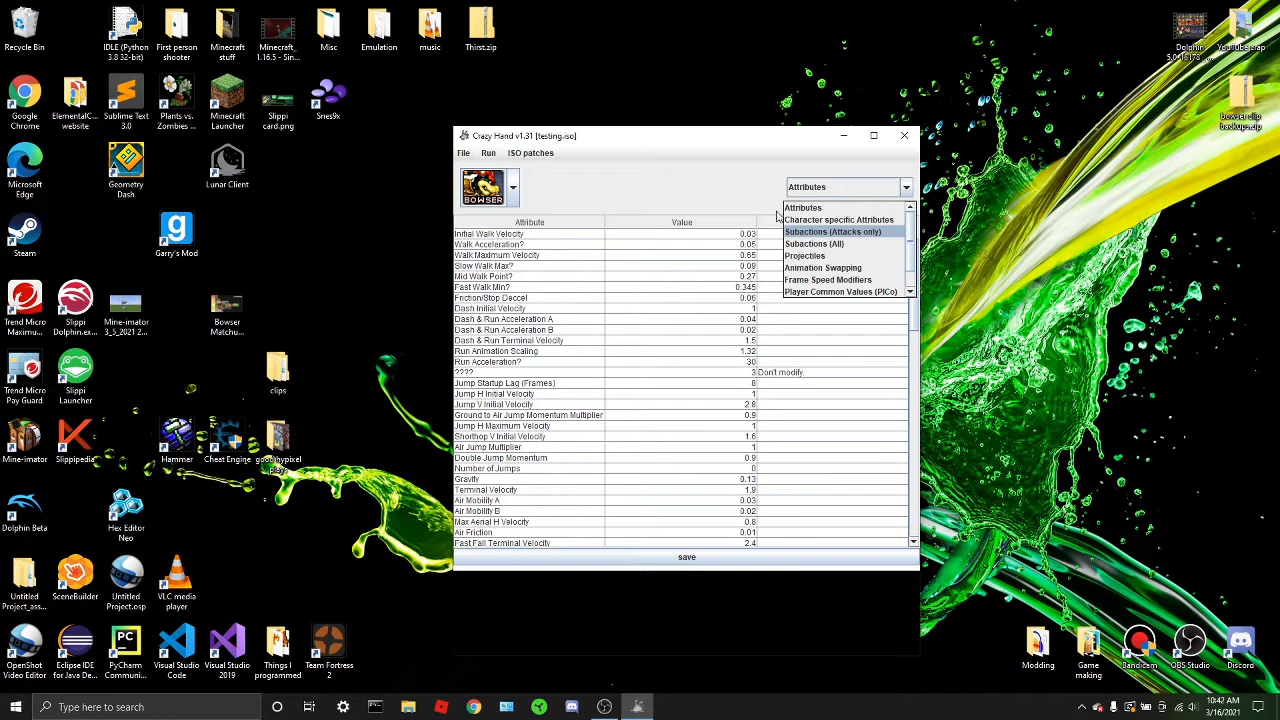 Recycle Bin
IDLE (Python
3.8 32-bit)
First person
shooter
Minecraft
stuff
Minecraft_
1.16.5 - Sin...
Misc
Emulation
music
Thirst.zip
Dolphin
YouTube crap
Google
Chrome
ElementalC...
website
Sublime Text
3.0
Plants vs.
Zombies
Minecraft
Launcher
Slippi
card.png
Snes9x
bowser clip
backups.zip
Microsoft
Edge
Geometry
Dash
Lunar Client
Steam
Garry's Mod
Trend Micro
Maximu...
Slippi
Dolphin.ex...
Mine-imator
3_5_2021 2...
Bowser
Matchu...
Trend Micro
Pay Guard
Slippi
Launcher
clips
Mine-imator
Slippipedia
Hammer
Cheat Engine
goodhypixel
Dolphin Beta
Hex Editor
Neo
Untitled
Project_ass...
SceneBuilder
Untitled
Project.osp
VLC media
player
OpenShot
Video Editor
Eclipse IDE
for Java De...
PyCharm
Communit...
Visual Studio
Code
Visual Studio
2019
Things I
programmed
Team Fortress
2
Modding
Game
making
Bandicam
OBS Studio
Discord
Crazy Hand v1.31 [testing.iso]
File Run ISO patches
BOWSER
Attributes
Attributes
Character specific Attributes
Subactions (Attacks only)
Subactions (All)
Projectiles
Animation Swapping
Frame Speed Modifiers
Player Common Values (PlCo)
Attribute Value
Initial Walk Velocity 0.03
Walk Acceleration? 0.05
Walk Maximum Velocity 0.65
Slow Walk Max? 0.09
Mid Walk Point? 0.27
Fast Walk Min? 0.345
Friction/Stop Deccel 0.06
Dash Initial Velocity 1
Dash & Run Acceleration A 0.04
Dash & Run Acceleration B 0.02
Dash & Run Terminal Velocity 1.5
Run Animation Scaling 1.32
Run Acceleration? 30
???? 3 Don't modify.
Jump Startup Lag (Frames) 8
Jump H Initial Velocity 1
Jump V Initial Velocity 2.8
Ground to Air Jump Momentum Multiplier 0.9
Jump H Maximum Velocity 1
Shorthop V Initial Velocity 1.6
Air Jump Multiplier 1
Double Jump Momentum 0.9
Number of Jumps 0
Gravity 0.13
Terminal Velocity 1.9
Air Mobility A 0.03
Air Mobility B 0.02
Max Aerial H Velocity 0.8
Air Friction 0.01
Fast Fall Terminal Velocity 2.4
save
Type here to search
10:42 AM
3/16/2021